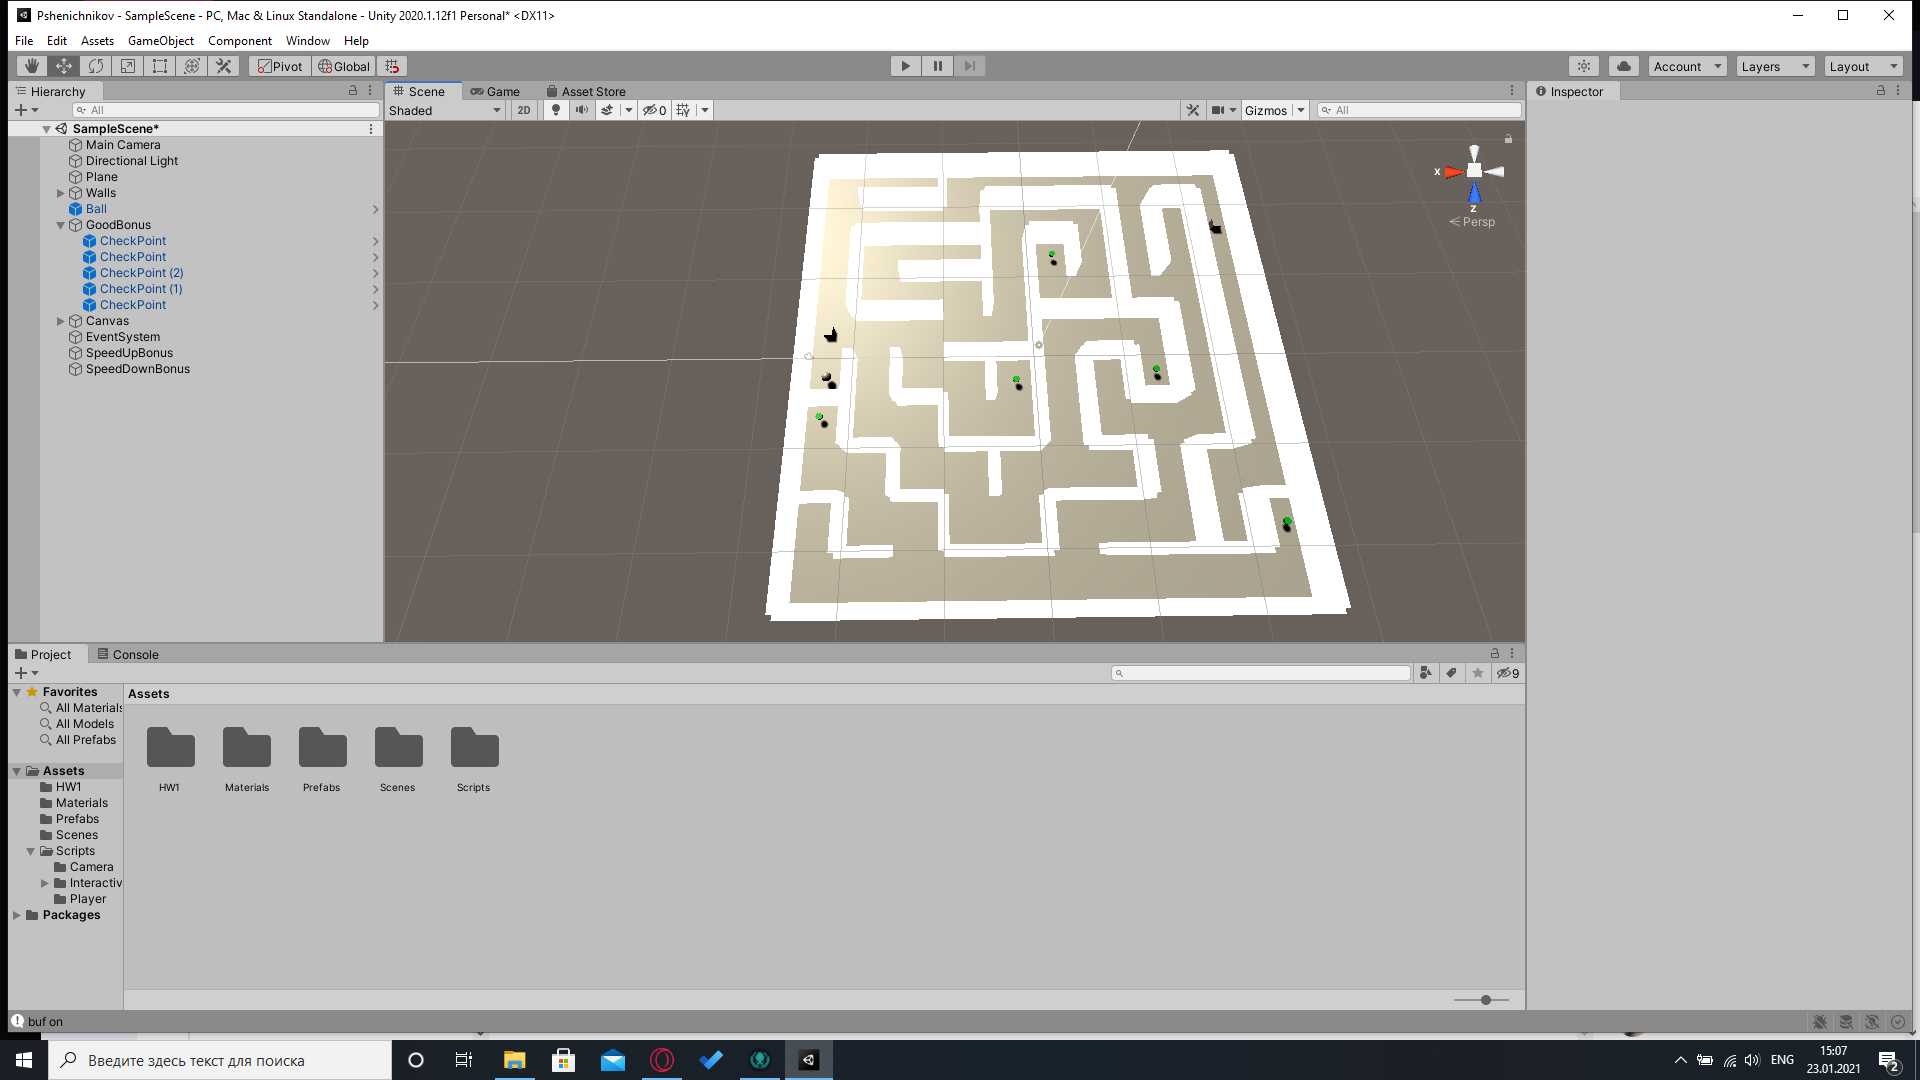 Pshenichnikov - SampleScene - PC, Mac & Linux Standalone - Unity 2020.1.12f1 Personal* <DX11>
File Edit Assets GameObject Component Window Help
Pivot Global Account Layers Layout
Hierarchy
All
SampleScene*
Main Camera
Directional Light
Plane
Walls
Ball
GoodBonus
CheckPoint
CheckPoint
CheckPoint (2)
CheckPoint (1)
CheckPoint
Canvas
EventSystem
SpeedUpBonus
SpeedDownBonus
Scene Game Asset Store
Shaded 2D 0 Gizmos All
x
z
Persp
Inspector
Project Console
9
Favorites
All Materials
All Models
All Prefabs
Assets
HW1
Materials
Prefabs
Scenes
Scripts
Camera
Interactiv
Player
Packages
Assets
HW1 Materials Prefabs Scenes Scripts
buf on
Введите здесь текст для поиска
ENG
15:07
23.01.2021
2